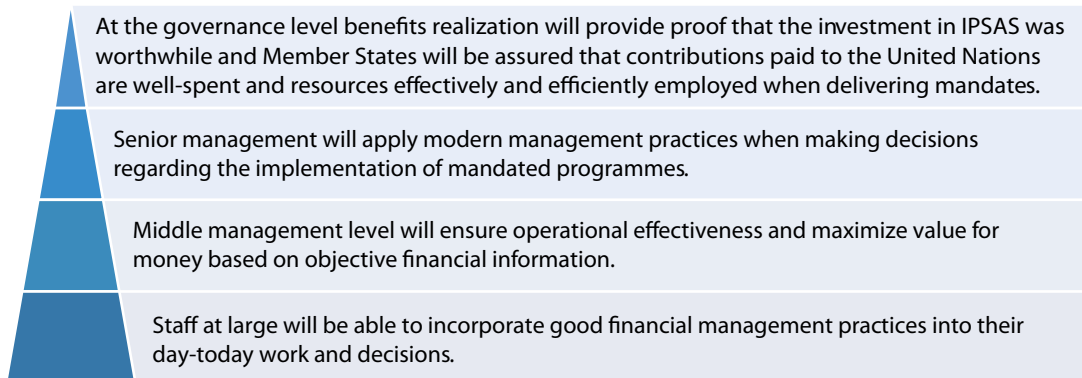 At the governance level benefits realization will provide proof that the investment in IPSAS was
worthwhile and Member States will be assured that contributions paid to the United Nations
are well-spent and resources effectively and efficiently employed when delivering mandates.
Senior management will apply modern management practices when making decisions
regarding the implementation of mandated programmes.
Middle management level will ensure operational effectiveness and maximize value for
money based on objective financial information.
Staff at large will be able to incorporate good financial management practices into their
day-today work and decisions.